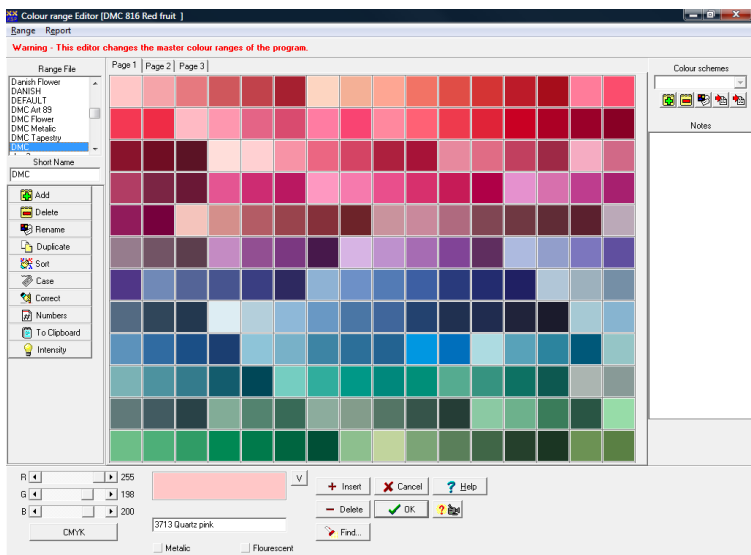 Colour range Editor [DMC 816 Red fruit ]
Range Report
Warning - This editor changes the master colour ranges of the program.
Range File
Page 1 Page 2 Page 3
Colour schemes
Danish Flower
DANISH
DEFAULT
DMC Art 89
DMC Flower
DMC Metalic
DMC Tapestry
DMC
Notes
Short Name
DMC
Add
Delete
Rename
Duplicate
Sort
Case
Correct
Numbers
To Clipboard
Intensity
R 255
G 198
B 200
CMYK
V
3713 Quartz pink
Metalic Flourescent
Insert Cancel Help
Delete OK
Find...